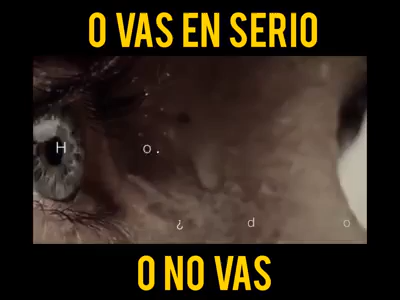 O VAS EN SERIO
H o.
¿ d o
O NO VAS